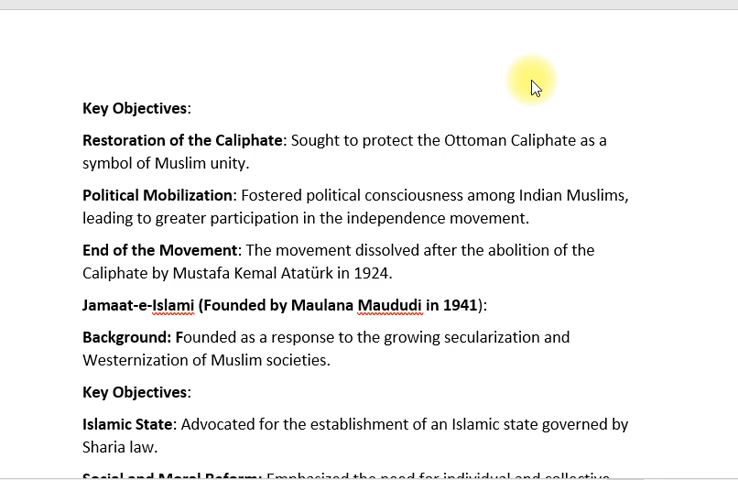 Key Objectives:
Restoration of the Caliphate: Sought to protect the Ottoman Caliphate as a
symbol of Muslim unity.
Political Mobilization: Fostered political consciousness among Indian Muslims,
leading to greater participation in the independence movement.
End of the Movement: The movement dissolved after the abolition of the
Caliphate by Mustafa Kemal Atatürk in 1924.
Jamaat-e-Islami (Founded by Maulana Maududi in 1941):
Background: Founded as a response to the growing secularization and
Westernization of Muslim societies.
Key Objectives:
Islamic State: Advocated for the establishment of an Islamic state governed by
Sharia law.
Social and Moral Reform: Emphasized the need for individual and collective